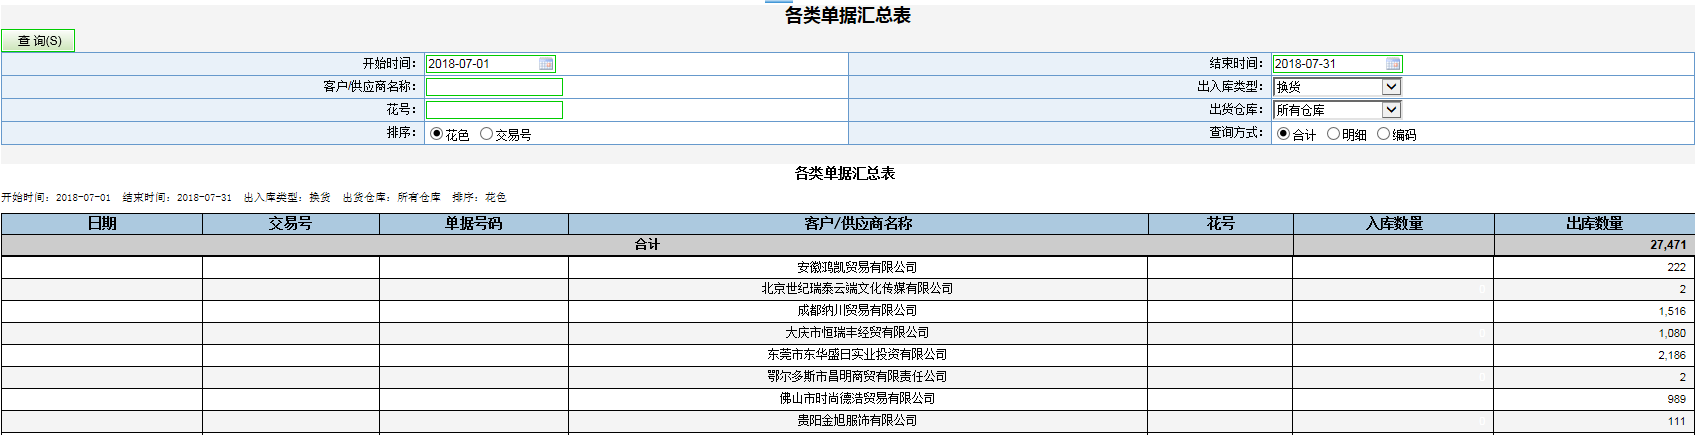 各类单据汇总表
查 询(S)
开始时间： 2018-07-01 结束时间： 2018-07-31
客户/供应商名称： 出入库类型： 换货
花号： 出货仓库： 所有仓库
排序： 花色 交易号 查询方式： 合计 明细 编码
各类单据汇总表
开始时间：2018-07-01 结束时间：2018-07-31 出入库类型：换货 出货仓库：所有仓库 排序：花色
日期 交易号 单据号码 客户/供应商名称 花号 入库数量 出库数量
合计 27,471
安徽鸿凯贸易有限公司 222
北京世纪瑞泰云端文化传媒有限公司 0 2
成都纳川贸易有限公司 1,516
大庆市恒瑞丰经贸有限公司 0 1,080
东莞市东华盛日实业投资有限公司 2,186
鄂尔多斯市昌明商贸有限责任公司 0 2
佛山市时尚德浩贸易有限公司 989
贵阳金旭服饰有限公司 0 111